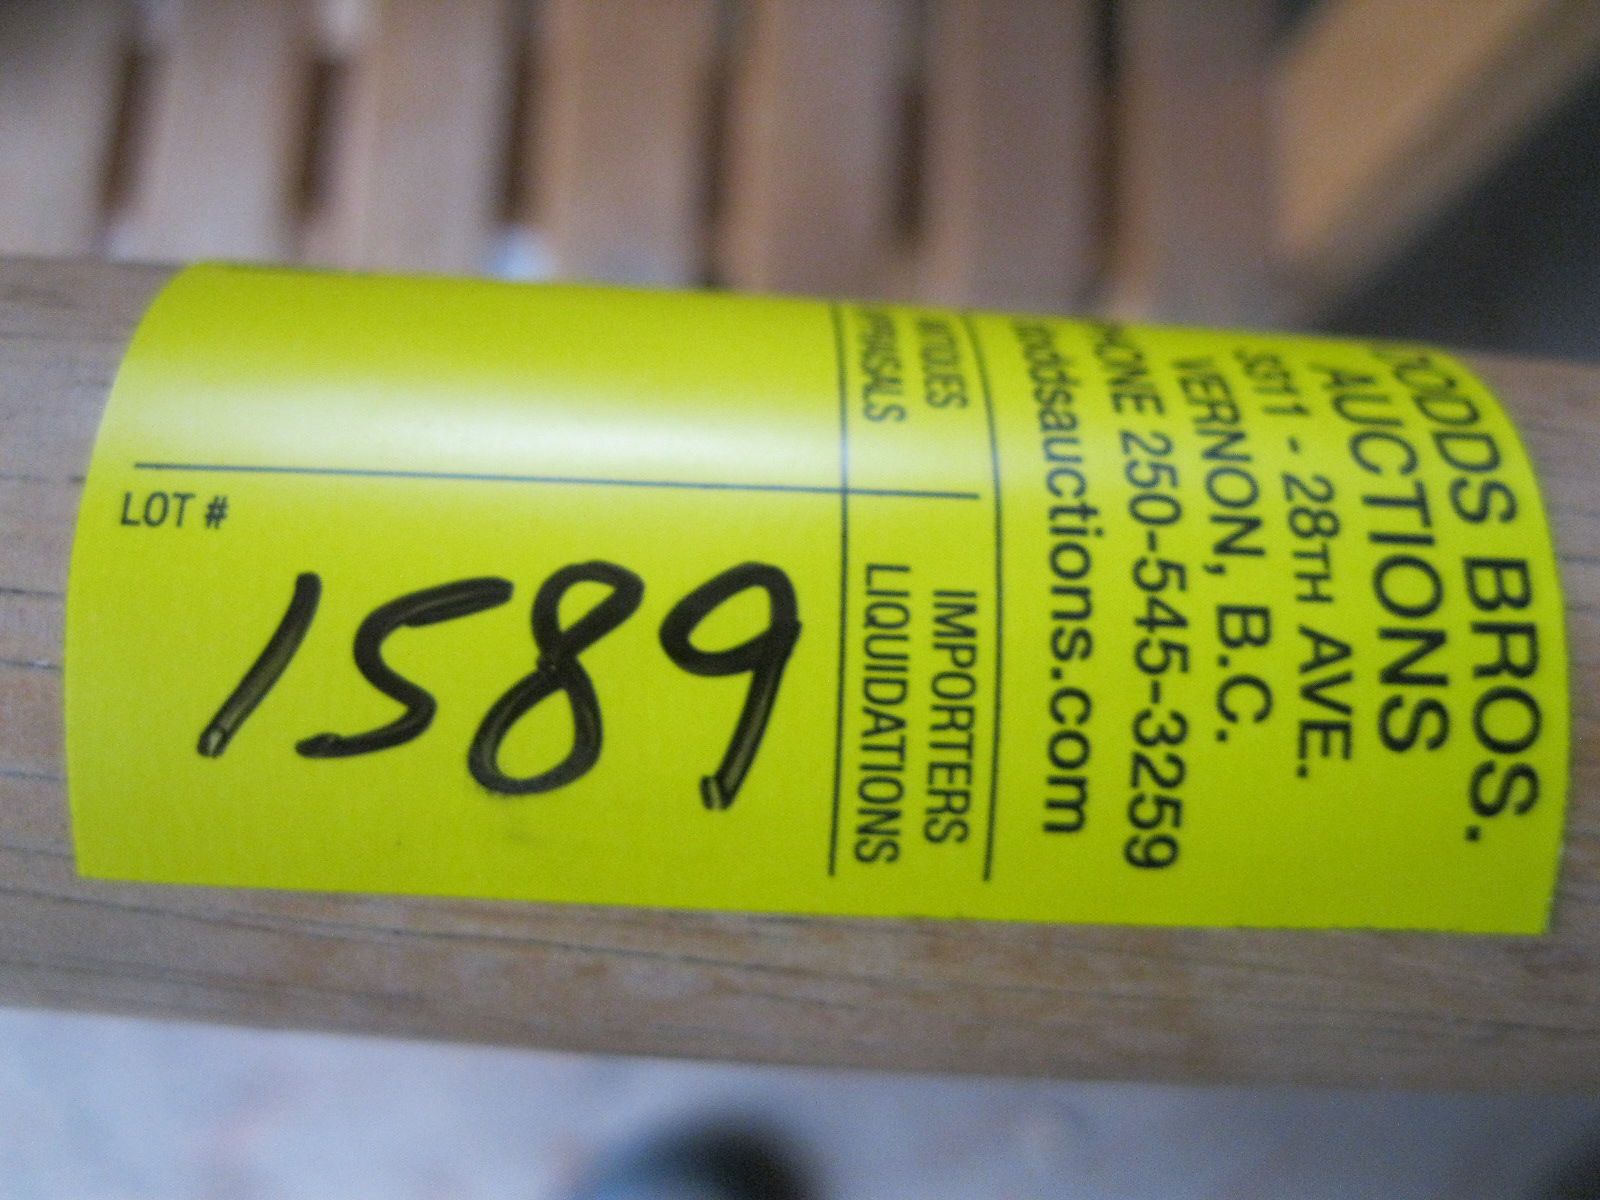 DODDS BROS.
AUCTIONS
3311 - 28TH AVE.
VERNON, B.C.
PHONE 250-545-3259
doddsauctions.com
ANTIQUES IMPORTERS
APPRAISALS LIQUIDATIONS
LOT #
1589